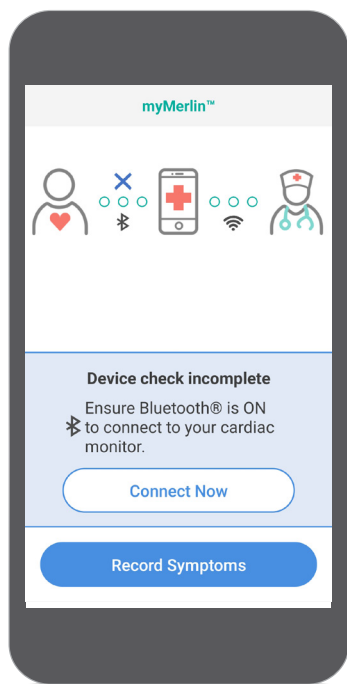 myMerlin™
Device check incomplete
Ensure Bluetooth® is ON
to connect to your cardiac
monitor.
Connect Now
Record Symptoms